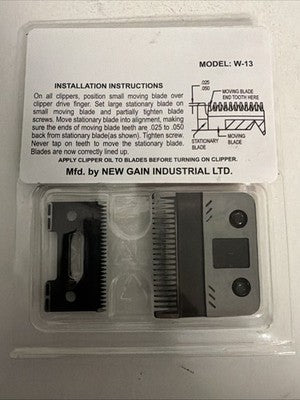 MODEL: W-13
INSTALLATION INSTRUCTIONS
On all clippers, position small moving blade over
clipper drive finger. Set large stationary blade on
small moving blade and partially tighten blade
screws. Move stationary blade into alignment, making
sure the ends of moving blade teeth are .025 to .050
back from stationary blade(as shown). Tighten screw.
Never tap on teeth to move the stationary blade.
Blades are now correctly lined up.
.025
.050
MOVING BLADE
END TOOTH HERE
STATIONARY
BLADE
MOVING
BLADE
APPLY CLIPPER OIL TO BLADES BEFORE TURNING ON CLIPPER.
Mfd. by NEW GAIN INDUSTRIAL LTD.